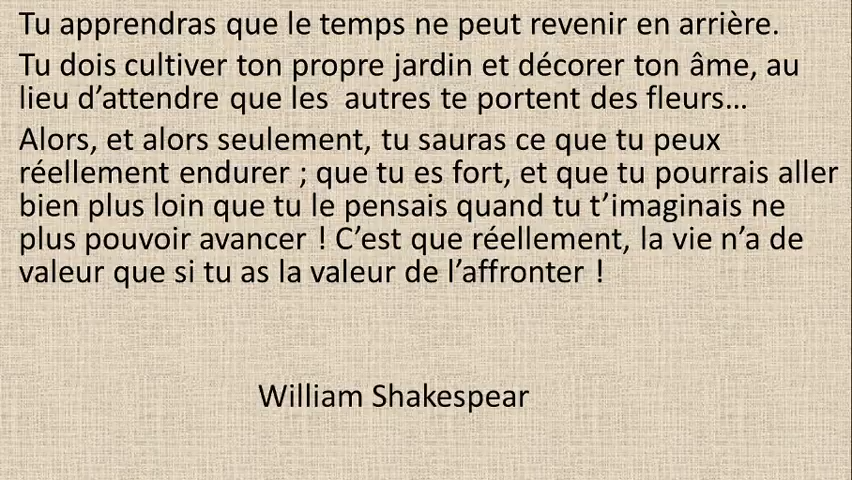 Tu apprendras que le temps ne peut revenir en arrière.
Tu dois cultiver ton propre jardin et décorer ton âme, au
lieu d’attendre que les  autres te portent des fleurs…
Alors, et alors seulement, tu sauras ce que tu peux
réellement endurer ; que tu es fort, et que tu pourrais aller
bien plus loin que tu le pensais quand tu t’imaginais ne
plus pouvoir avancer ! C’est que réellement, la vie n’a de
valeur que si tu as la valeur de l’affronter !
William Shakespear